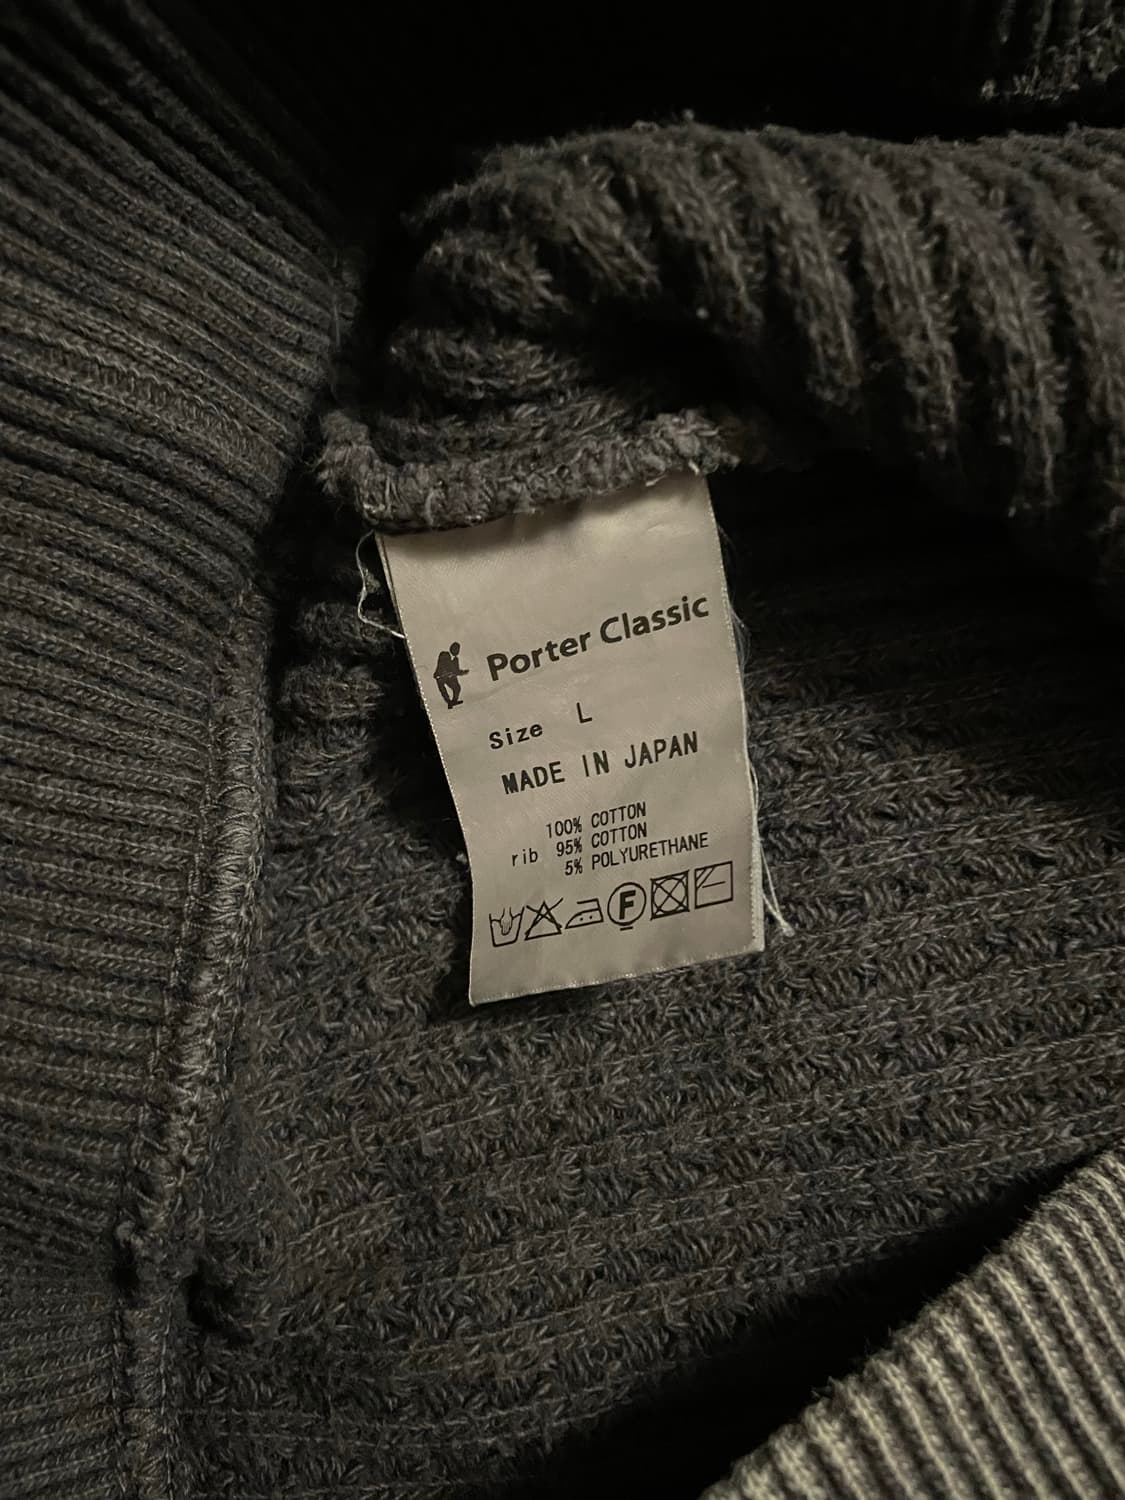 Porter Classic
Size L
MADE IN JAPAN
100% COTTON
rib 95% COTTON
5% POLYURETHANE
F